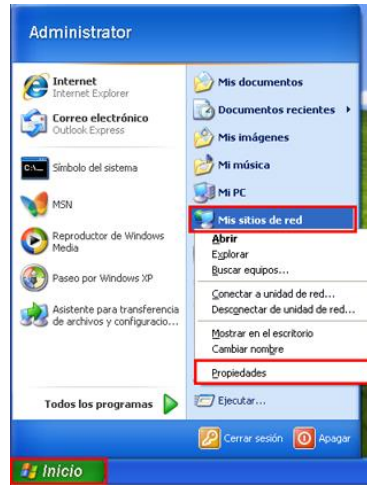 Administrator
Internet
Internet Explorer
Correo electrónico
Outlook Express
Símbolo del sistema
MSN
Reproductor de Windows
Media
Paseo por Windows XP
Asistente para transferencia
de archivos y configuracio...
Todos los programas
Mis documentos
Documentos recientes
Mis imágenes
Mi música
Mi PC
Mis sitios de red
Abrir
Explorar
Buscar equipos...
Conectar a unidad de red...
Desconectar de unidad de red...
Mostrar en el escritorio
Cambiar nombre
Propiedades
Ejecutar...
Cerrar sesión
Apagar
Inicio